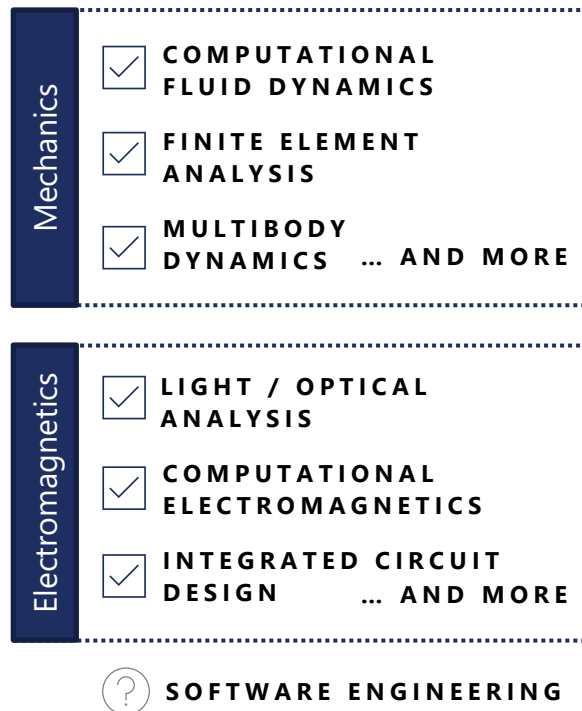 Mechanics
COMPUTATIONAL
FLUID DYNAMICS
FINITE ELEMENT
ANALYSIS
MULTIBODY
DYNAMICS … AND MORE
Electromagnetics
LIGHT / OPTICAL
ANALYSIS
COMPUTATIONAL
ELECTROMAGNETICS
INTEGRATED CIRCUIT
DESIGN … AND MORE
? SOFTWARE ENGINEERING